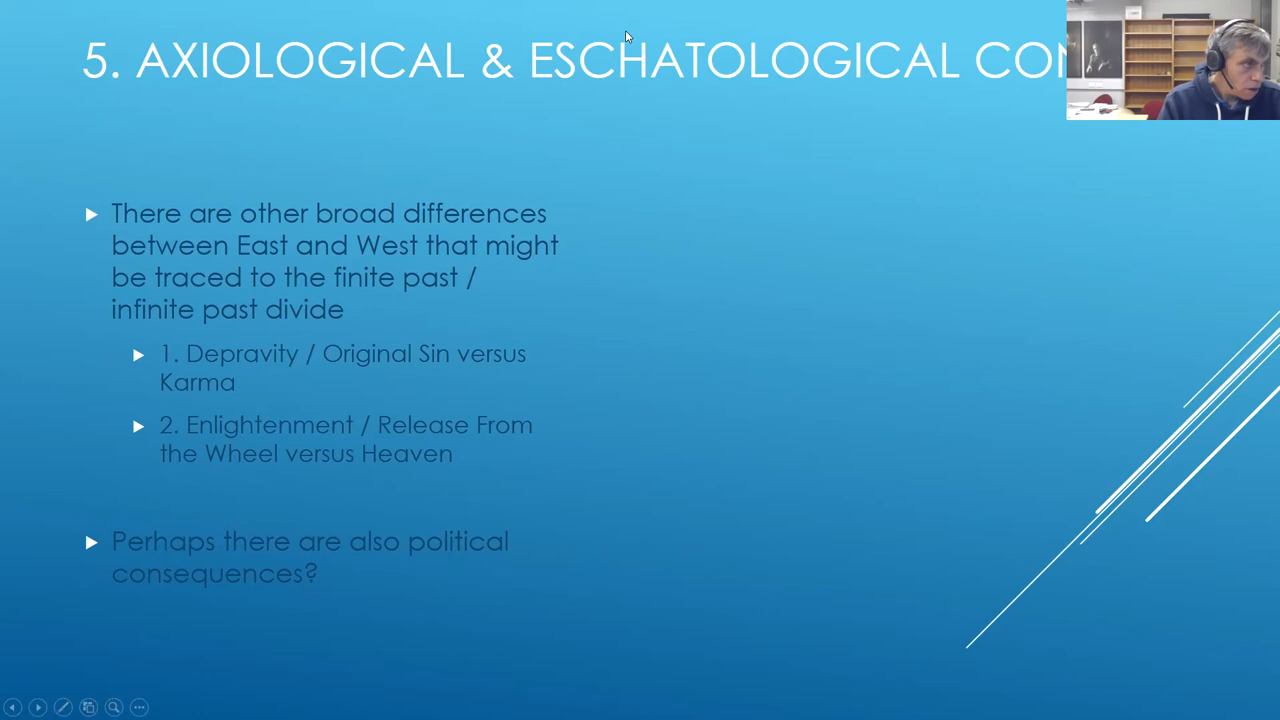 5. AXIOLOGICAL & ESCHATOLOGICAL CON
There are other broad differences
between East and West that might
be traced to the finite past /
infinite past divide
1. Depravity / Original Sin versus
Karma
2. Enlightenment / Release From
the Wheel versus Heaven
Perhaps there are also political
consequences?